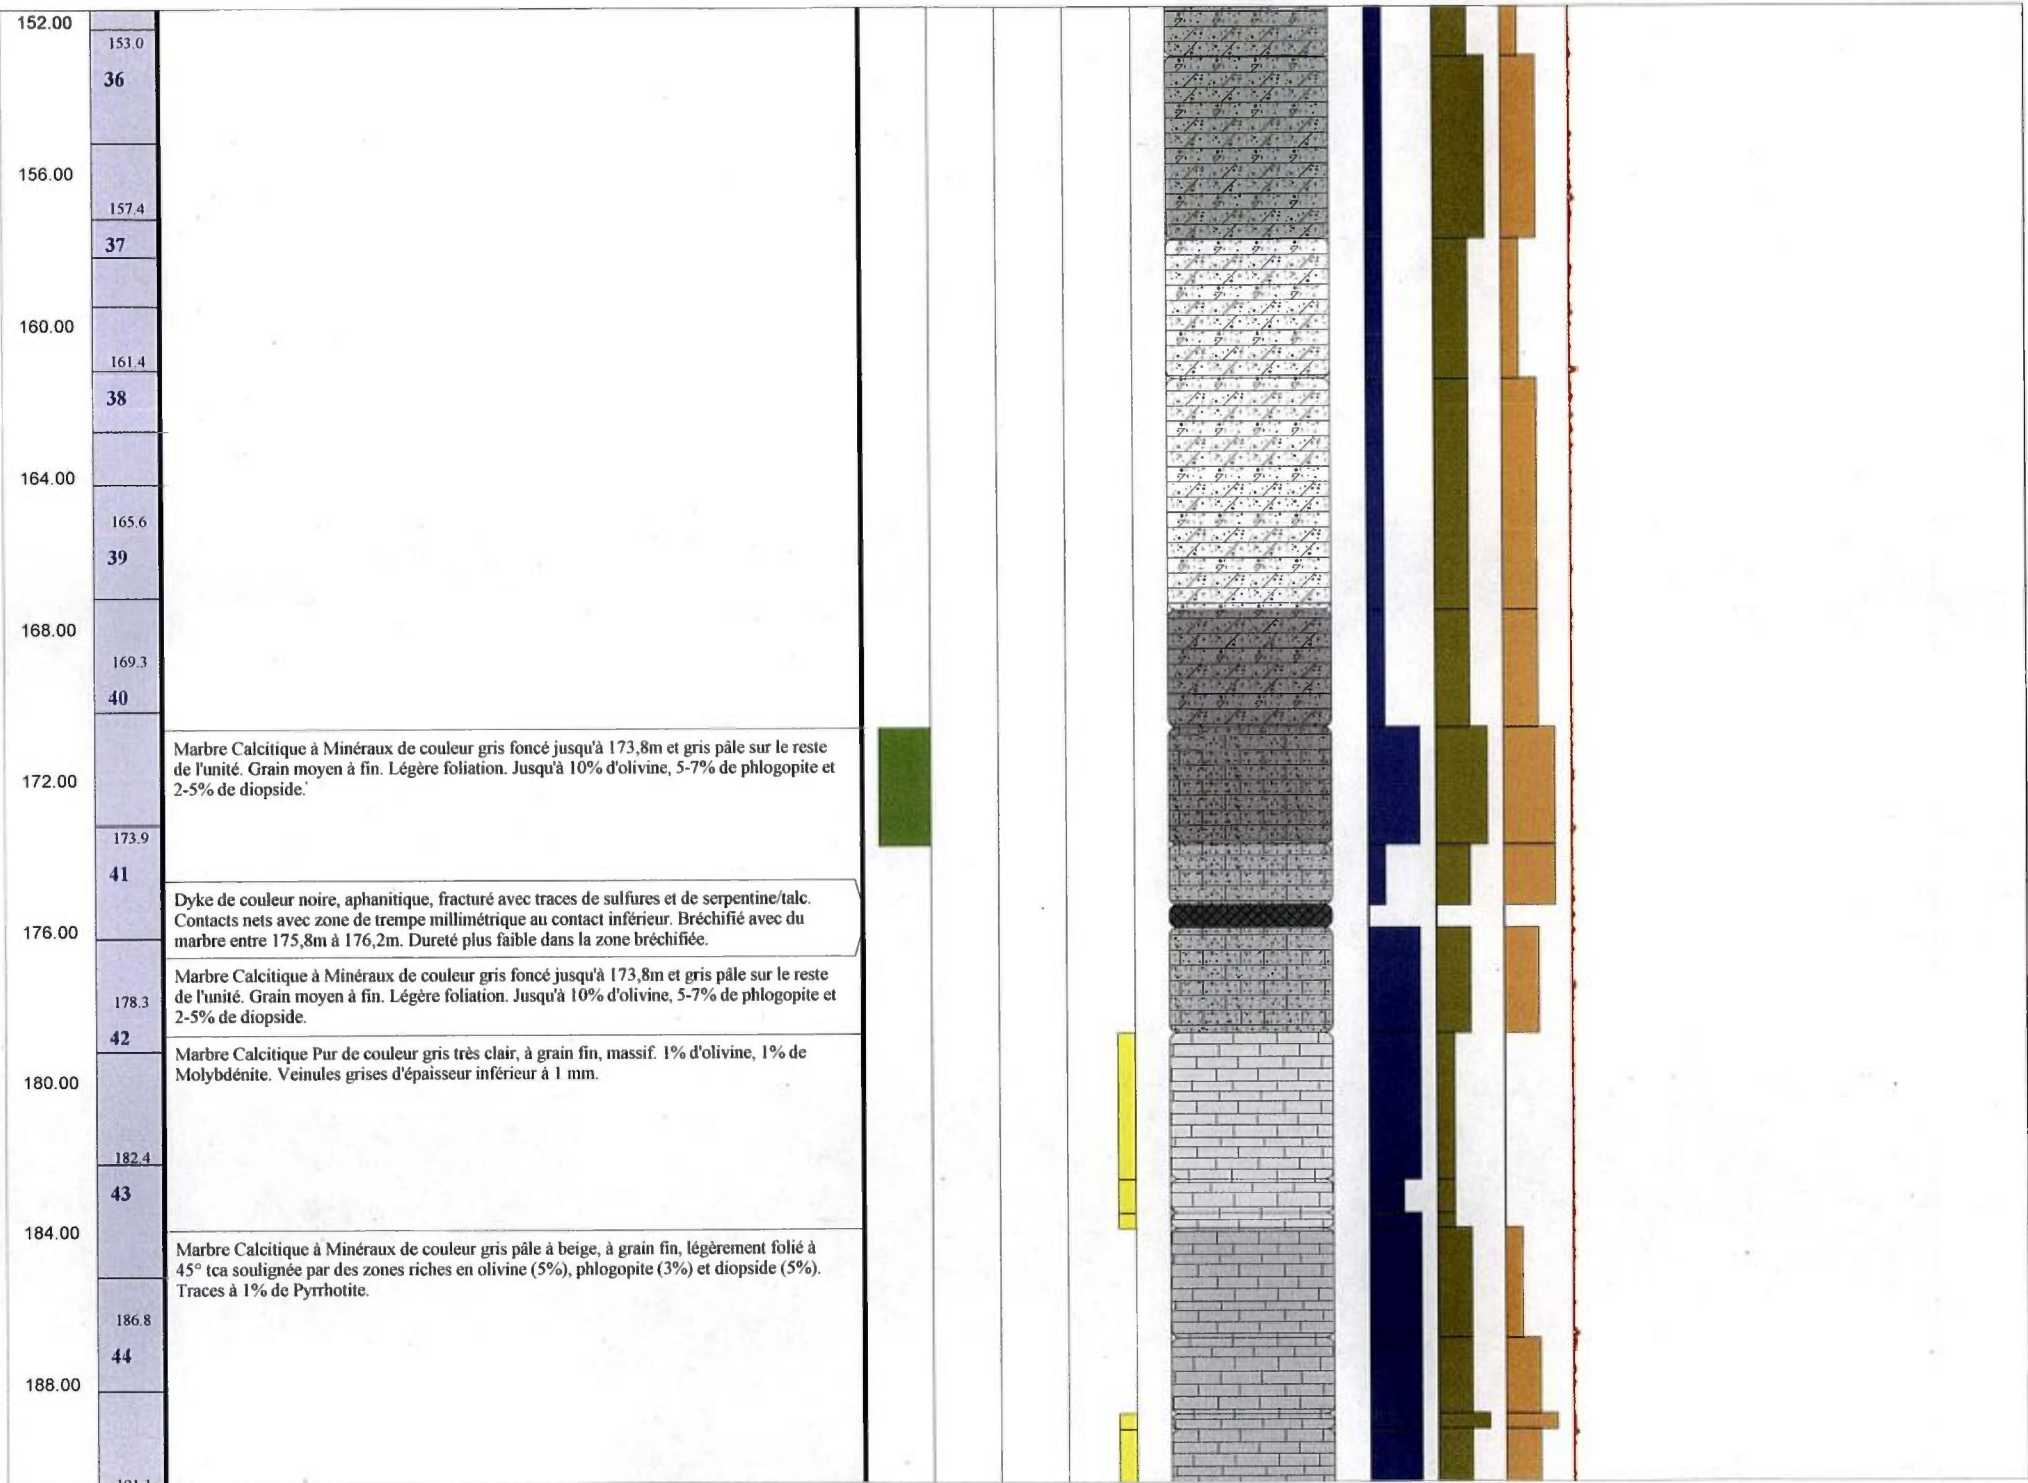 152.00
153.0
36
156.00
157.4
37
160.00
161.4
38
164.00
165.6
39
168.00
169.3
40
Marbre Calcitique à Minéraux de couleur gris foncé jusqu'à 173,8m et gris pâle sur le reste
de l'unité. Grain moyen à fin. Légère foliation. Jusqu'à 10% d'olivine, 5-7% de phlogopite et
2-5% de diopside.
172.00
173.9
41
Dyke de couleur noire, aphanitique, fracturé avec traces de sulfures et de serpentine/talc.
Contacts nets avec zone de trempe millimétrique au contact inférieur. Bréchifié avec du
marbre entre 175,8m à 176,2m. Dureté plus faible dans la zone bréchifiée.
176.00
Marbre Calcitique à Minéraux de couleur gris foncé jusqu'à 173,8m et gris pâle sur le reste
de l'unité. Grain moyen à fin. Légère foliation. Jusqu'à 10% d'olivine, 5-7% de phlogopite et
2-5% de diopside.
178.3
42
Marbre Calcitique Pur de couleur gris très clair, à grain fin, massif. 1% d'olivine, 1% de
Molybdénite. Veinules grises d'épaisseur inférieur à 1 mm.
180.00
182.4
43
184.00
Marbre Calcitique à Minéraux de couleur gris pâle à beige, à grain fin, légèrement folié à
45° tca soulignée par des zones riches en olivine (5%), phlogopite (3%) et diopside (5%).
Traces à 1% de Pyrrhotite.
186.8
44
188.00